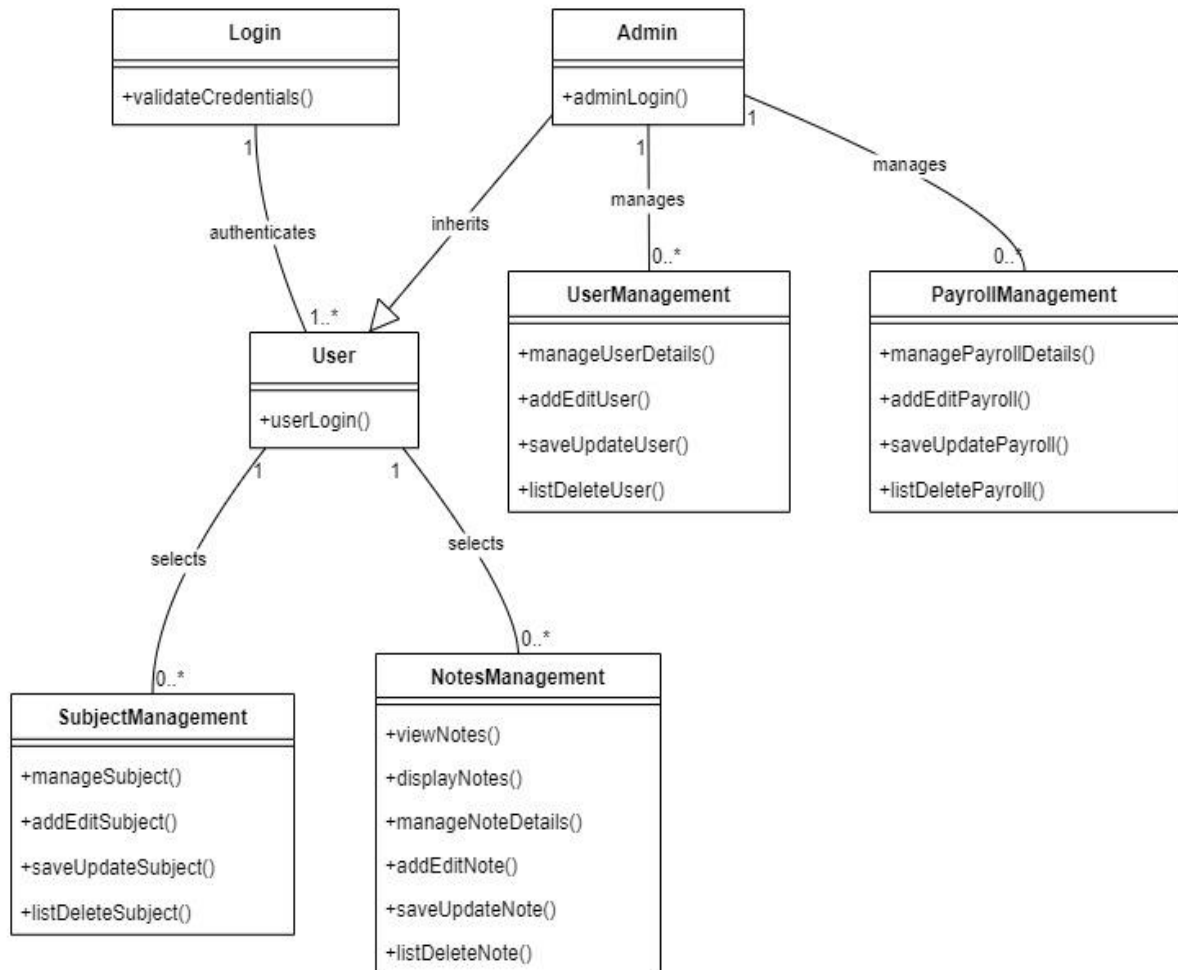 Login
+validateCredentials()
1
authenticates
1..*
Admin
+adminLogin()
inherits
1
manages
0..*
1
manages
0..*
User
+userLogin()
1
selects
0..*
1
selects
0..*
UserManagement
+manageUserDetails()
+addEditUser()
+saveUpdateUser()
+listDeleteUser()
PayrollManagement
+managePayrollDetails()
+addEditPayroll()
+saveUpdatePayroll()
+listDeletePayroll()
SubjectManagement
+manageSubject()
+addEditSubject()
+saveUpdateSubject()
+listDeleteSubject()
NotesManagement
+viewNotes()
+displayNotes()
+manageNoteDetails()
+addEditNote()
+saveUpdateNote()
+listDeleteNote()